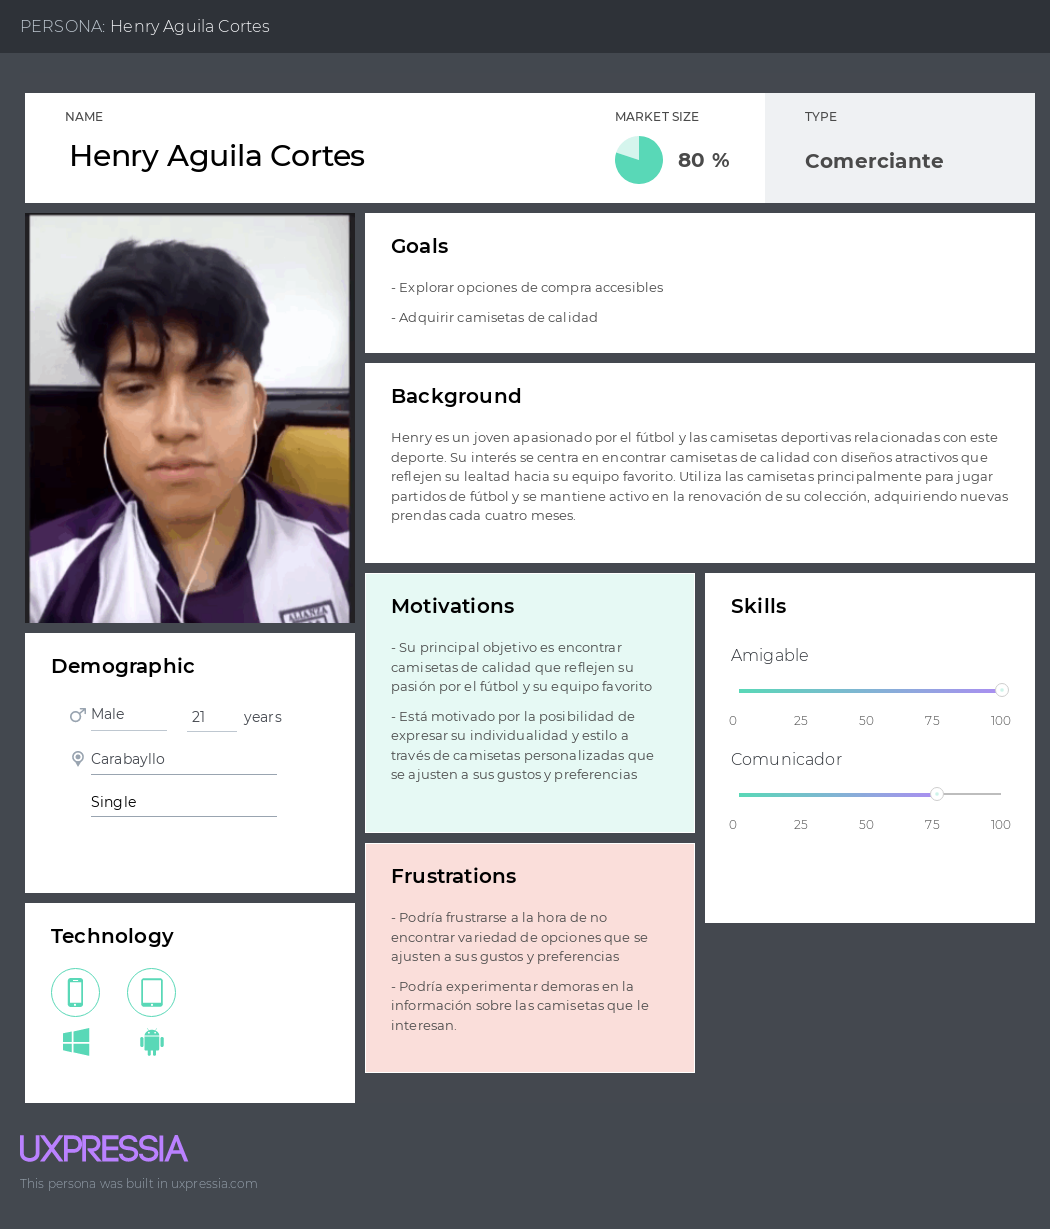 PERSONA: Henry Aguila Cortes
NAME
Henry Aguila Cortes
MARKET SIZE
80 %
TYPE
Comerciante
ALIANZA
Goals
- Explorar opciones de compra accesibles
- Adquirir camisetas de calidad
Background
Henry es un joven apasionado por el fútbol y las camisetas deportivas relacionadas con este
deporte. Su interés se centra en encontrar camisetas de calidad con diseños atractivos que
reflejen su lealtad hacia su equipo favorito. Utiliza las camisetas principalmente para jugar
partidos de fútbol y se mantiene activo en la renovación de su colección, adquiriendo nuevas
prendas cada cuatro meses.
Demographic
Male 21 years
Carabayllo
Single
Technology
Motivations
- Su principal objetivo es encontrar
camisetas de calidad que reflejen su
pasión por el fútbol y su equipo favorito
- Está motivado por la posibilidad de
expresar su individualidad y estilo a
través de camisetas personalizadas que
se ajusten a sus gustos y preferencias
Frustrations
- Podría frustrarse a la hora de no
encontrar variedad de opciones que se
ajusten a sus gustos y preferencias
- Podría experimentar demoras en la
información sobre las camisetas que le
interesan.
Skills
Amigable
0 25 50 75 100
Comunicador
0 25 50 75 100
UXPRESSIA
This persona was built in uxpressia.com